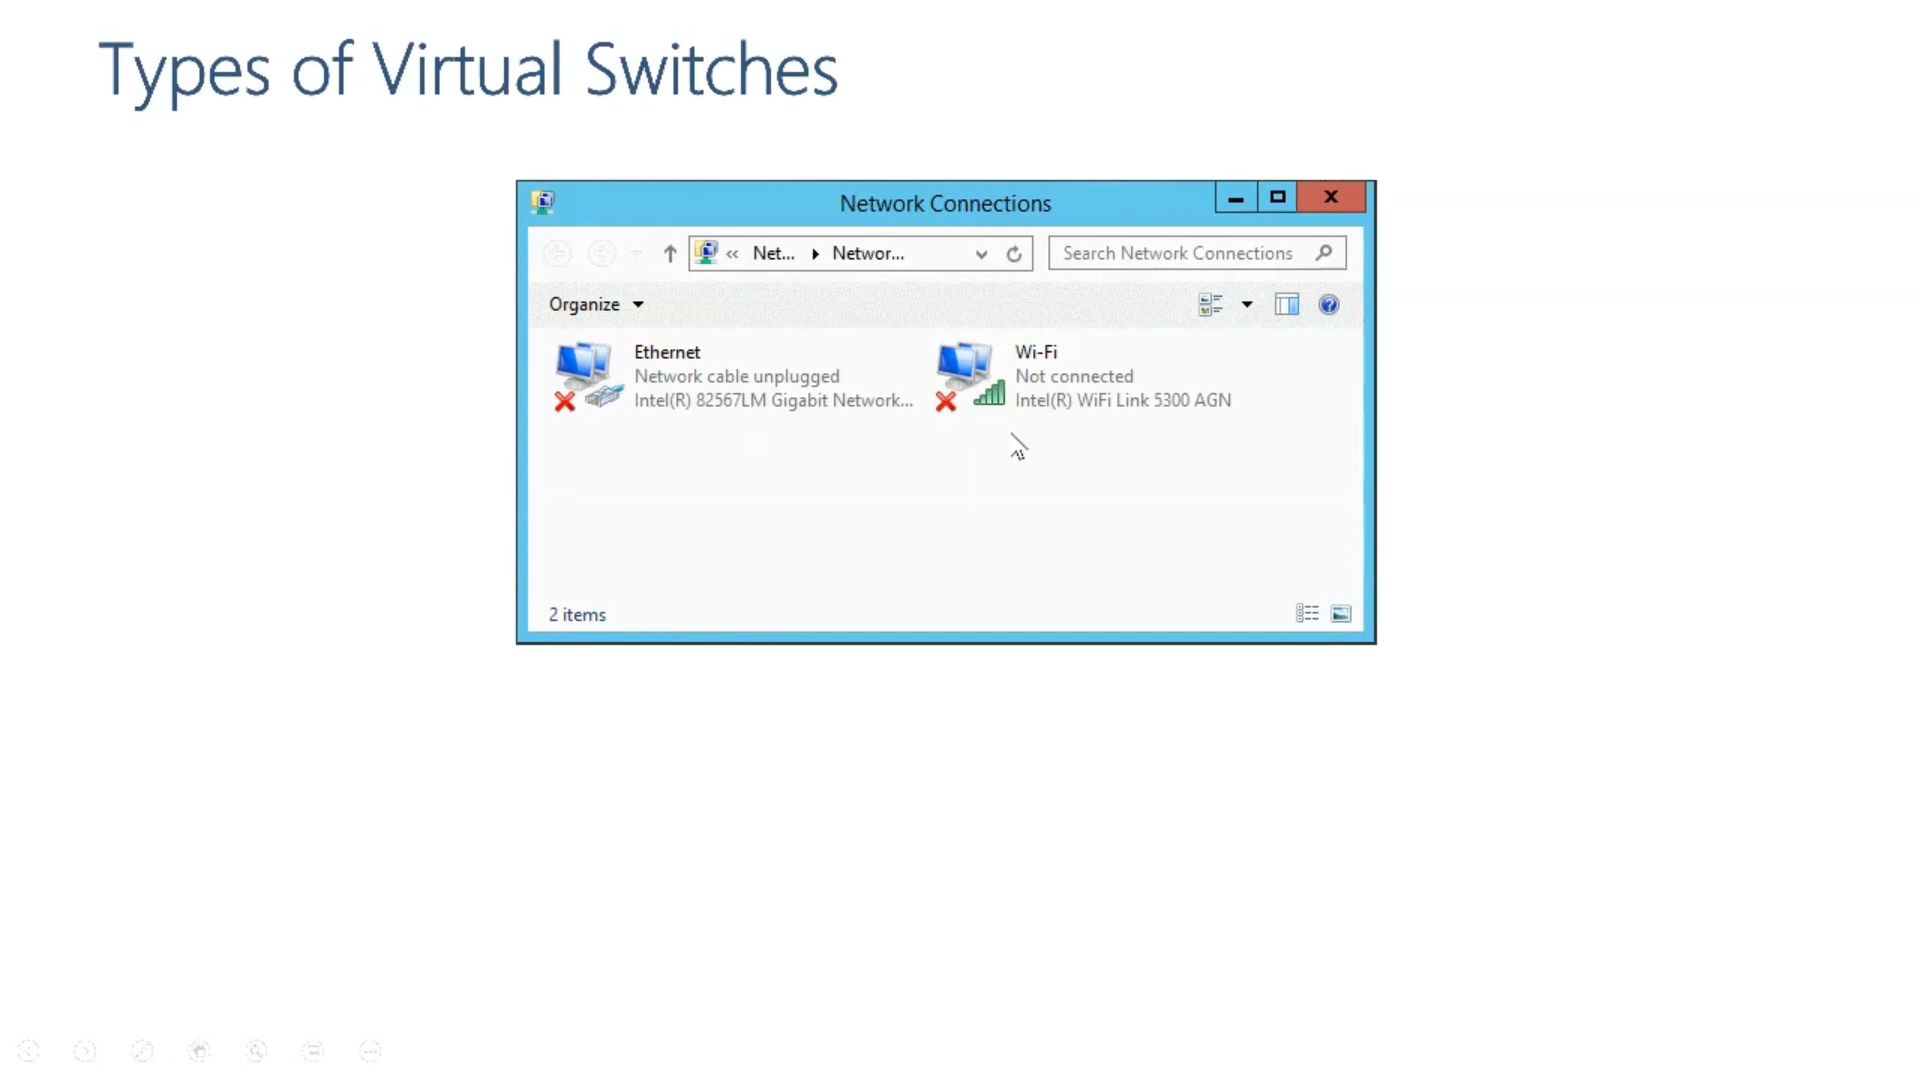 Types of Virtual Switches
Network Connections
« Net... Networ...
Search Network Connections
Organize
Ethernet
Network cable unplugged
Intel(R) 82567LM Gigabit Network...
Wi-Fi
Not connected
Intel(R) WiFi Link 5300 AGN
2 items